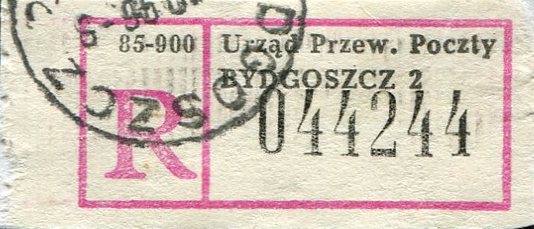 85-900
Urząd Przew. Poczty
BYDGOSZCZ 2
R
044244